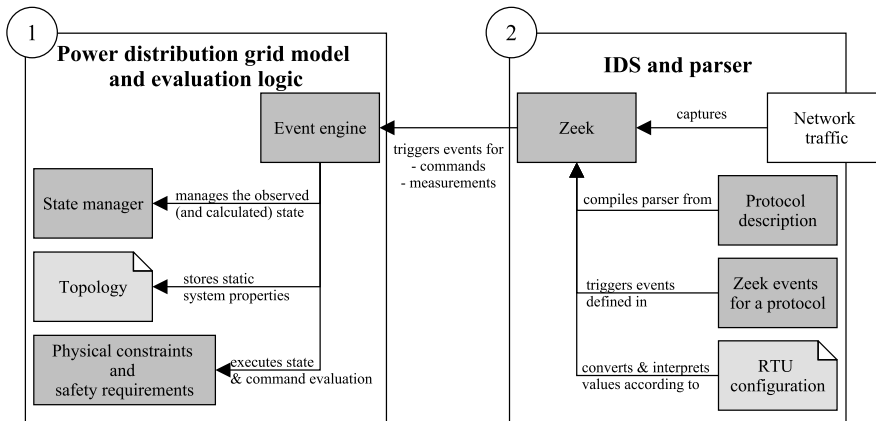 1
Power distribution grid model
and evaluation logic
Event engine
State manager
manages the observed
(and calculated) state
Topology
stores static
system properties
Physical constraints
and
safety requirements
executes state
& command evaluation
triggers events for
- commands
- measurements
2
IDS and parser
Zeek
captures
Network
traffic
compiles parser from
Protocol
description
triggers events
defined in
Zeek events
for a protocol
converts & interprets
values according to
RTU
configuration